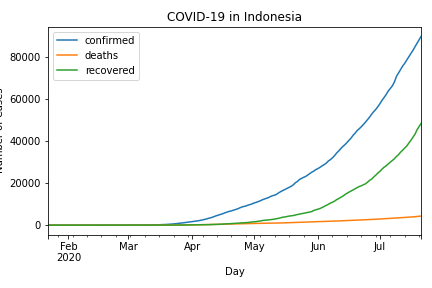 COVID-19 in Indonesia
confirmed
deaths
recovered
80000
60000
40000
20000
0
Feb
2020
Mar
Apr
May
Jun
Jul
Day